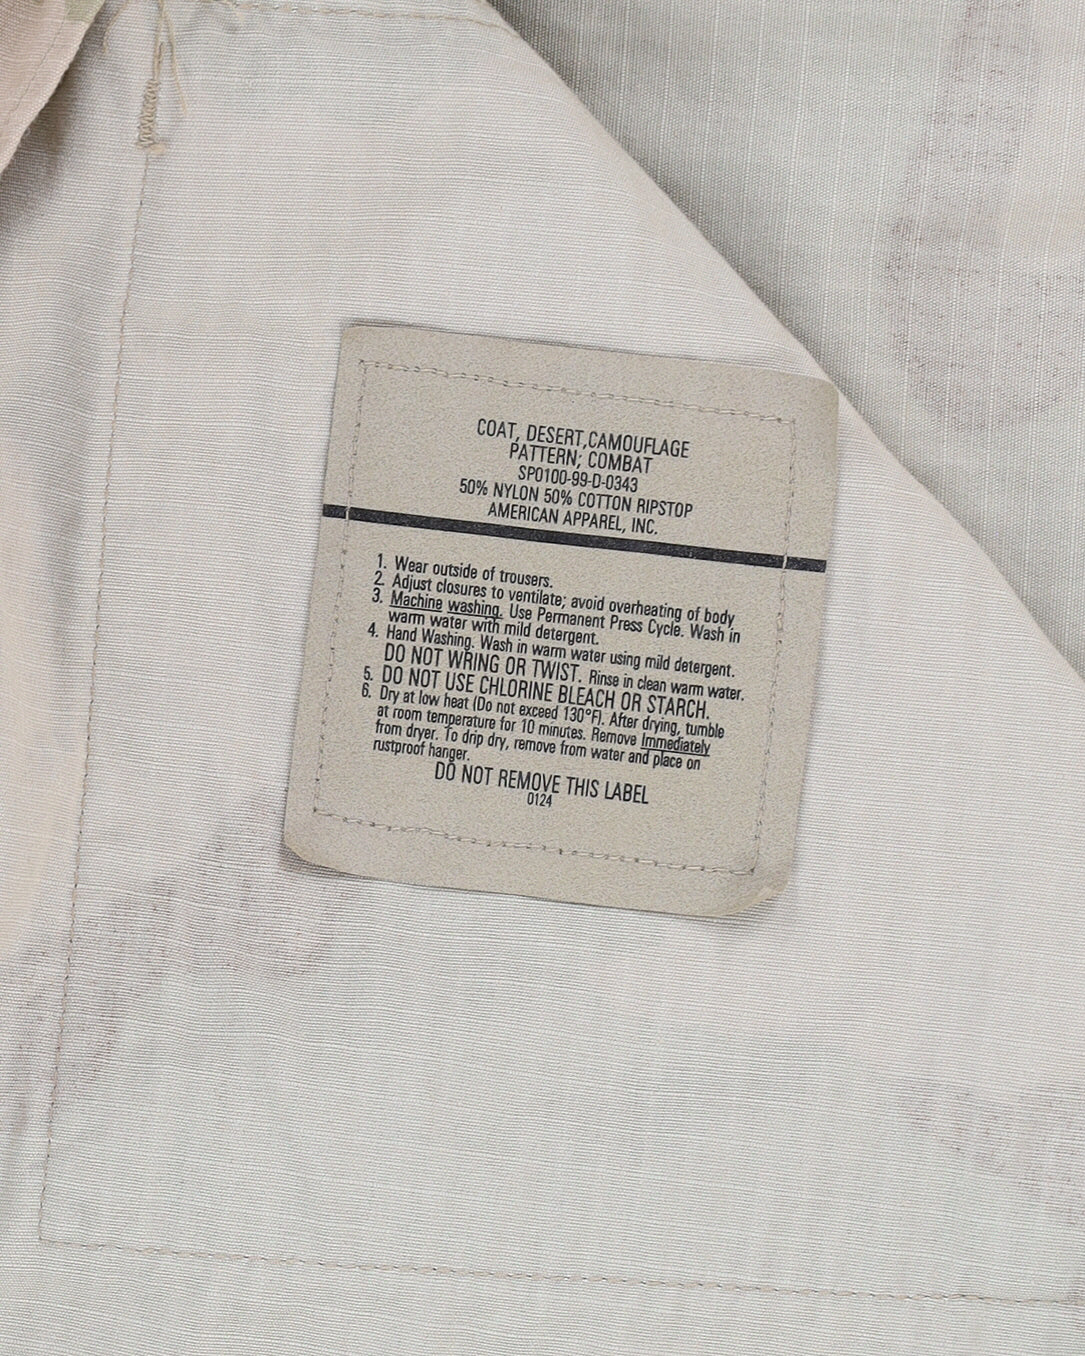 COAT, DESERT,CAMOUFLAGE
PATTERN; COMBAT
SP0100-99-D-0343
50% NYLON 50% COTTON RIPSTOP
AMERICAN APPAREL, INC.
1. Wear outside of trousers.
2. Adjust closures to ventilate; avoid overheating of body
3. Machine washing. Use Permanent Press Cycle. Wash in
warm water with mild detergent.
4. Hand Washing. Wash in warm water using mild detergent.
DO NOT WRING OR TWIST. Rinse in clean warm water.
5. DO NOT USE CHLORINE BLEACH OR STARCH.
6. Dry at low heat (Do not exceed 130°F). After drying, tumble
at room temperature for 10 minutes. Remove Immediately
from dryer. To drip dry, remove from water and place on
rustproof hanger.
DO NOT REMOVE THIS LABEL
0124